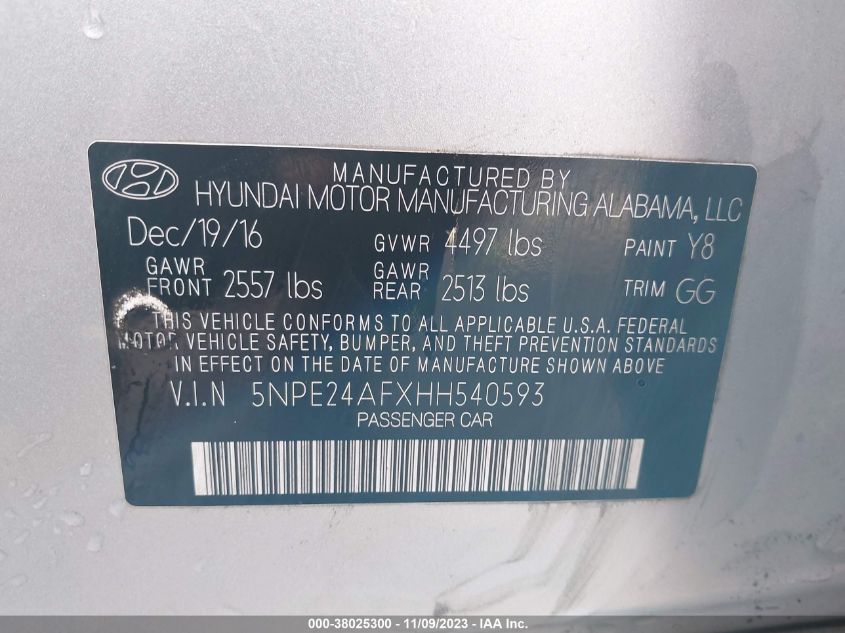 MANUFACTURED BY
HYUNDAI MOTOR MANUFACTURING ALABAMA, LLC
Dec/19/16 GVWR 4497 lbs PAINT Y8
GAWR FRONT 2557 lbs GAWR REAR 2513 lbs TRIM GG
THIS VEHICLE CONFORMS TO ALL APPLICABLE U.S.A. FEDERAL
MOTOR VEHICLE SAFETY, BUMPER, AND THEFT PREVENTION STANDARDS
IN EFFECT ON THE DATE OF MANUFACTURE SHOWN ABOVE
V.I.N 5NPE24AFXHH540593
PASSENGER CAR
000-38025300 - 11/09/2023 - IAA Inc.